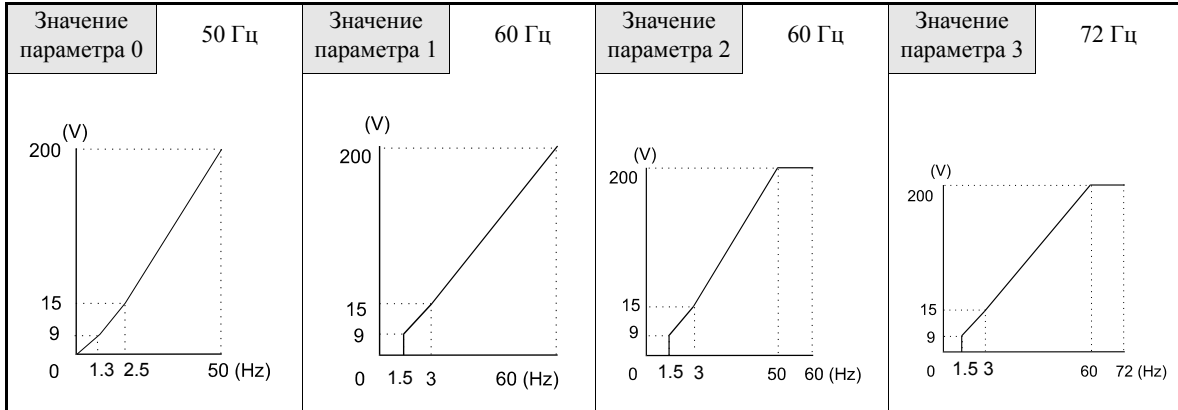 Значение
параметра 0
50 Гц
(V)
200
15
9
0
1.3 2.5
50 (Hz)
Значение
параметра 1
60 Гц
(V)
200
15
9
0
1.5 3
60 (Hz)
Значение
параметра 2
60 Гц
(V)
200
15
9
0
1.5 3
50
60 (Hz)
Значение
параметра 3
72 Гц
(V)
200
15
9
0
1.5 3
60
72 (Hz)